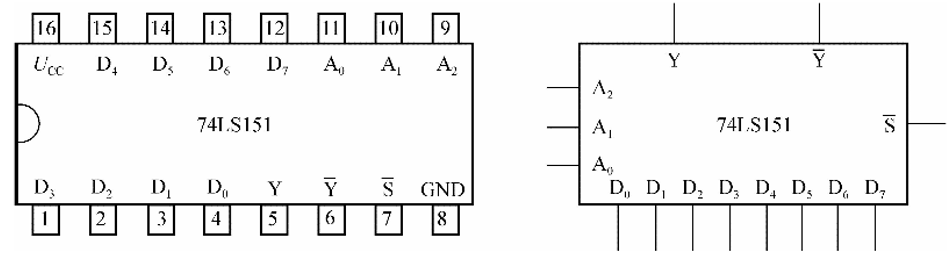 16 15 14 13 12 11 10 9
U_CC D₄ D₅ D₆ D₇ A₀ A₁ A₂
74LS151
D₃ D₂ D₁ D₀ Y Y̅ S̅ GND
1 2 3 4 5 6 7 8
Y Y̅
A₂
A₁ 74LS151 S̅
A₀
D₀ D₁ D₂ D₃ D₄ D₅ D₆ D₇